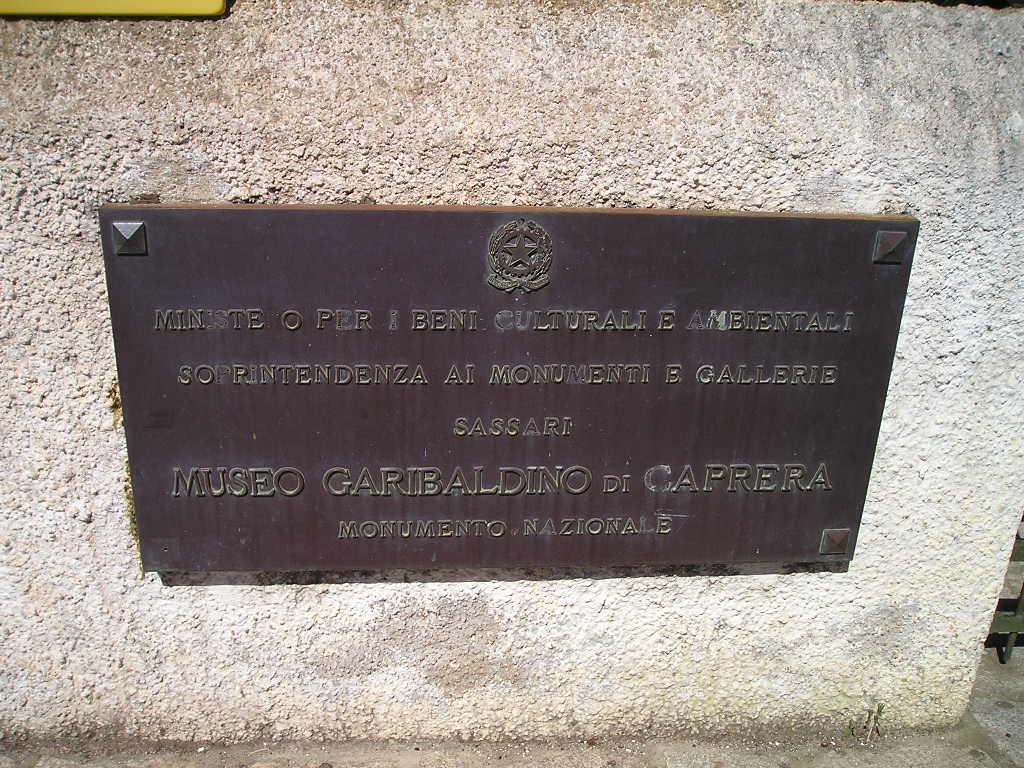 MINISTE O PER I BENI CULTURALI E AMBIENTALI
SOPRINTENDENZA AI MONUMENTI E GALLERIE
SASSARI
MUSEO GARIBALDINO DI CAPRERA
MONUMENTO NAZIONALE